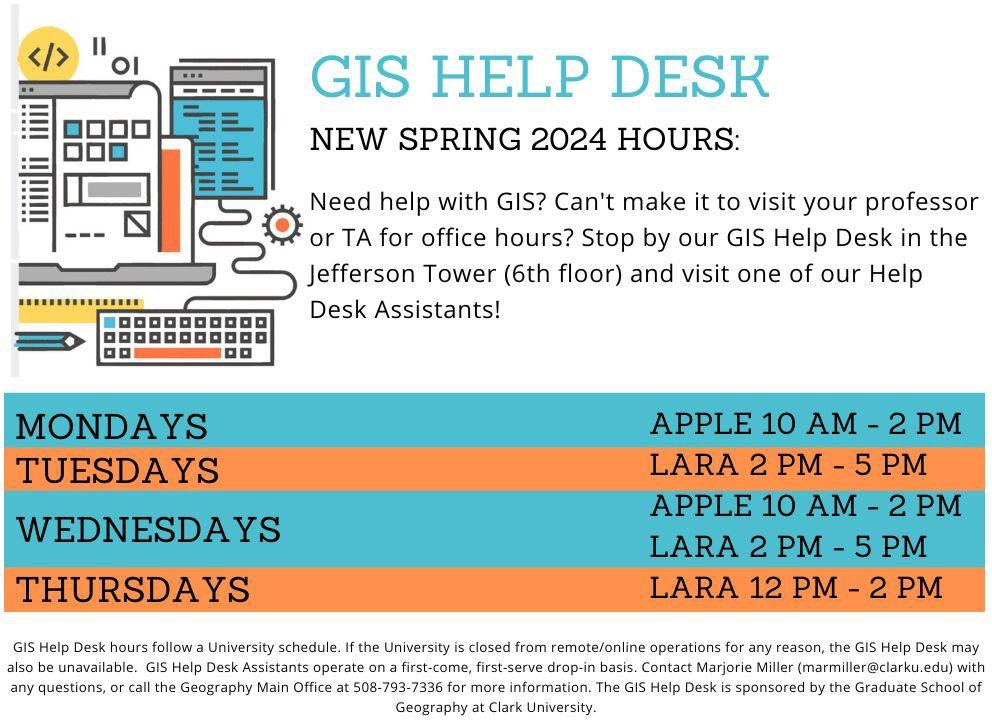 </>
GIS HELP DESK
NEW SPRING 2024 HOURS:
Need help with GIS? Can't make it to visit your professor
or TA for office hours? Stop by our GIS Help Desk in the
Jefferson Tower (6th floor) and visit one of our Help
Desk Assistants!
MONDAYS APPLE 10 AM - 2 PM
TUESDAYS LARA 2 PM - 5 PM
WEDNESDAYS APPLE 10 AM - 2 PM
LARA 2 PM - 5 PM
THURSDAYS LARA 12 PM - 2 PM
GIS Help Desk hours follow a University schedule. If the University is closed from remote/online operations for any reason, the GIS Help Desk may
also be unavailable.  GIS Help Desk Assistants operate on a first-come, first-serve drop-in basis. Contact Marjorie Miller (marmiller@clarku.edu) with
any questions, or call the Geography Main Office at 508-793-7336 for more information. The GIS Help Desk is sponsored by the Graduate School of
Geography at Clark University.